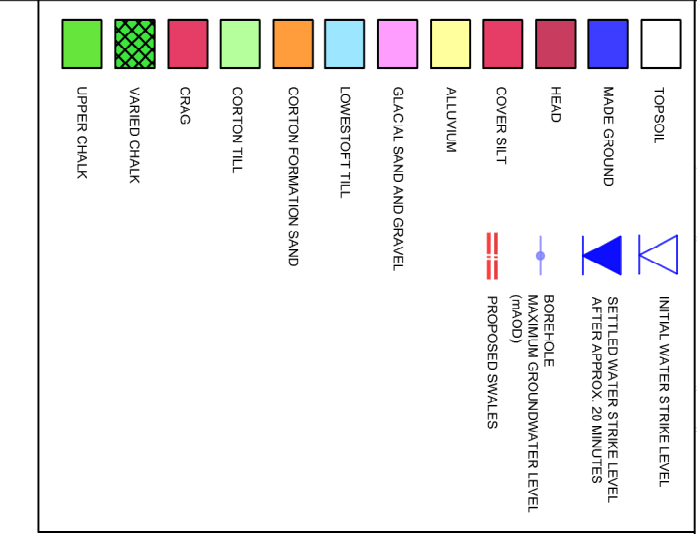 TOPSOIL
MADE GROUND
HEAD
COVER SILT
ALLUVIUM
GLACIAL SAND AND GRAVEL
LOWESTOFT TILL
CORTON FORMATION SAND
CORTON TILL
CRAG
VARIED CHALK
UPPER CHALK
INITIAL WATER STRIKE LEVEL
SETTLED WATER STRIKE LEVEL
AFTER APPROX. 20 MINUTES
BOREHOLE
MAXIMUM GROUNDWATER LEVEL
(mAOD)
PROPOSED SWALES